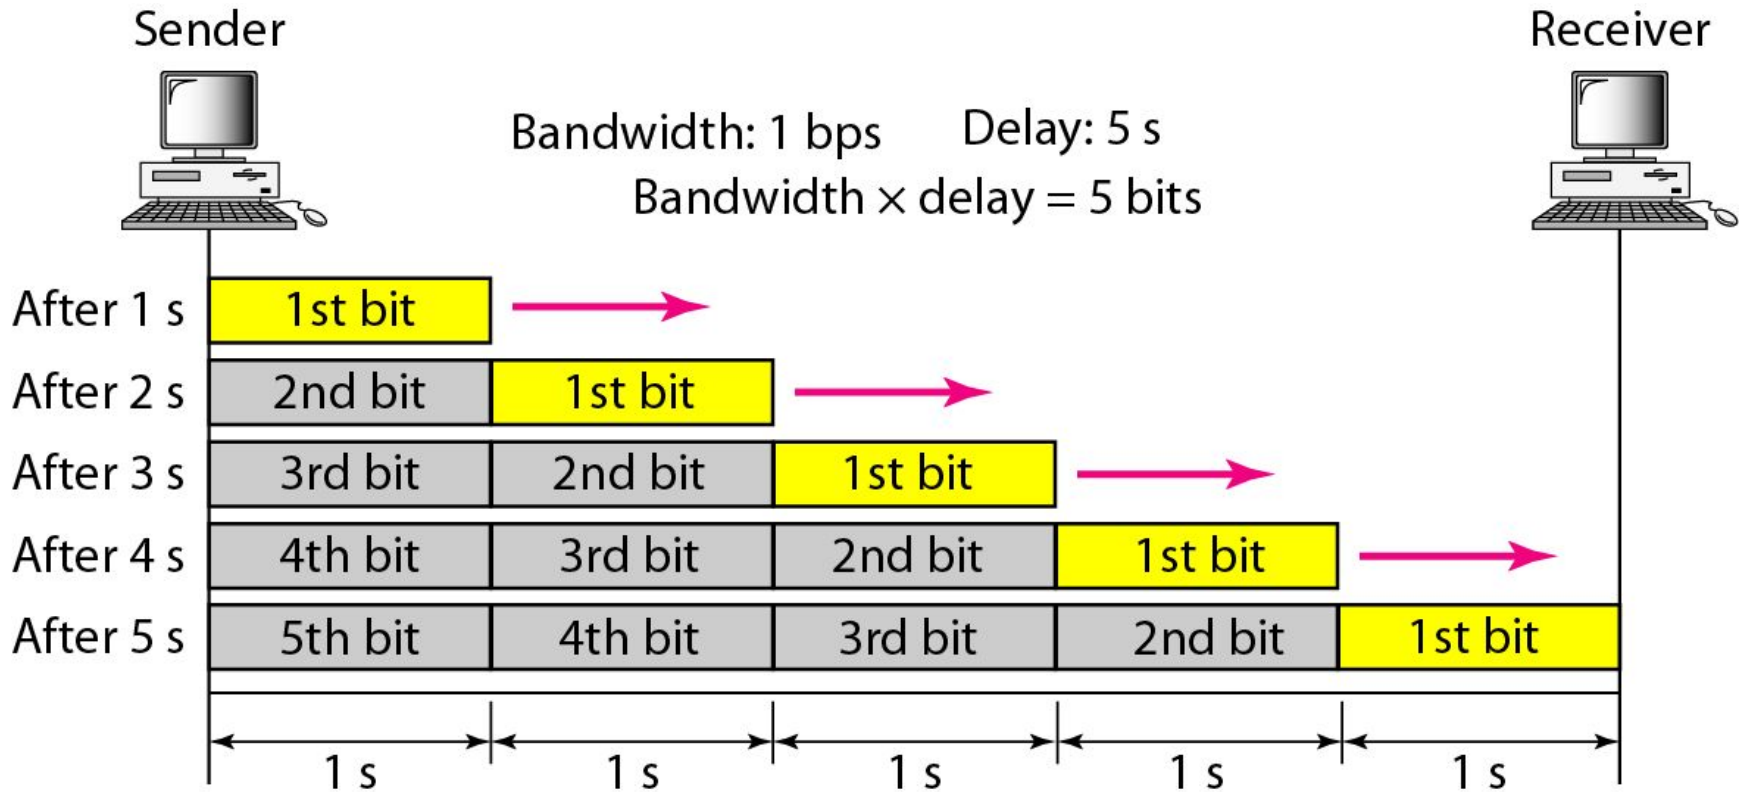 Sender
Receiver
Bandwidth: 1 bps Delay: 5 s
Bandwidth × delay = 5 bits
After 1 s 1st bit
After 2 s 2nd bit 1st bit
After 3 s 3rd bit 2nd bit 1st bit
After 4 s 4th bit 3rd bit 2nd bit 1st bit
After 5 s 5th bit 4th bit 3rd bit 2nd bit 1st bit
1 s 1 s 1 s 1 s 1 s